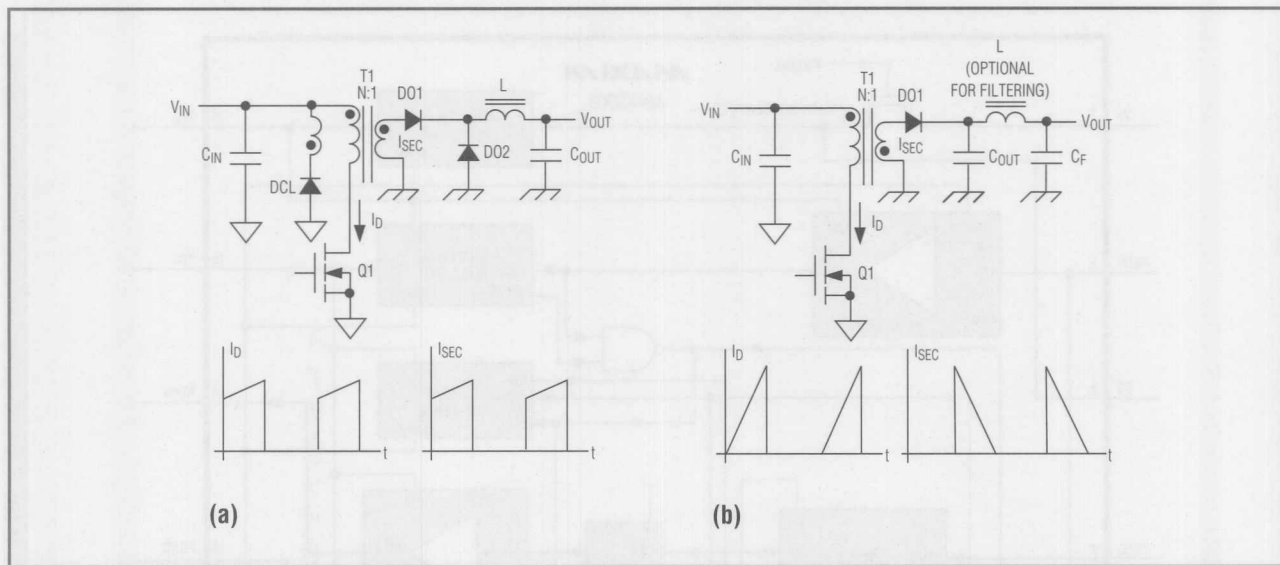 T1
N:1
DO1
L
VIN
VOUT
ISEC
CIN
DO2
COUT
DCL
ID
Q1
ID
t
ISEC
t
(a)
L
(OPTIONAL
FOR FILTERING)
T1
N:1
DO1
VIN
VOUT
ISEC
CIN
COUT
CF
ID
Q1
ID
t
ISEC
t
(b)